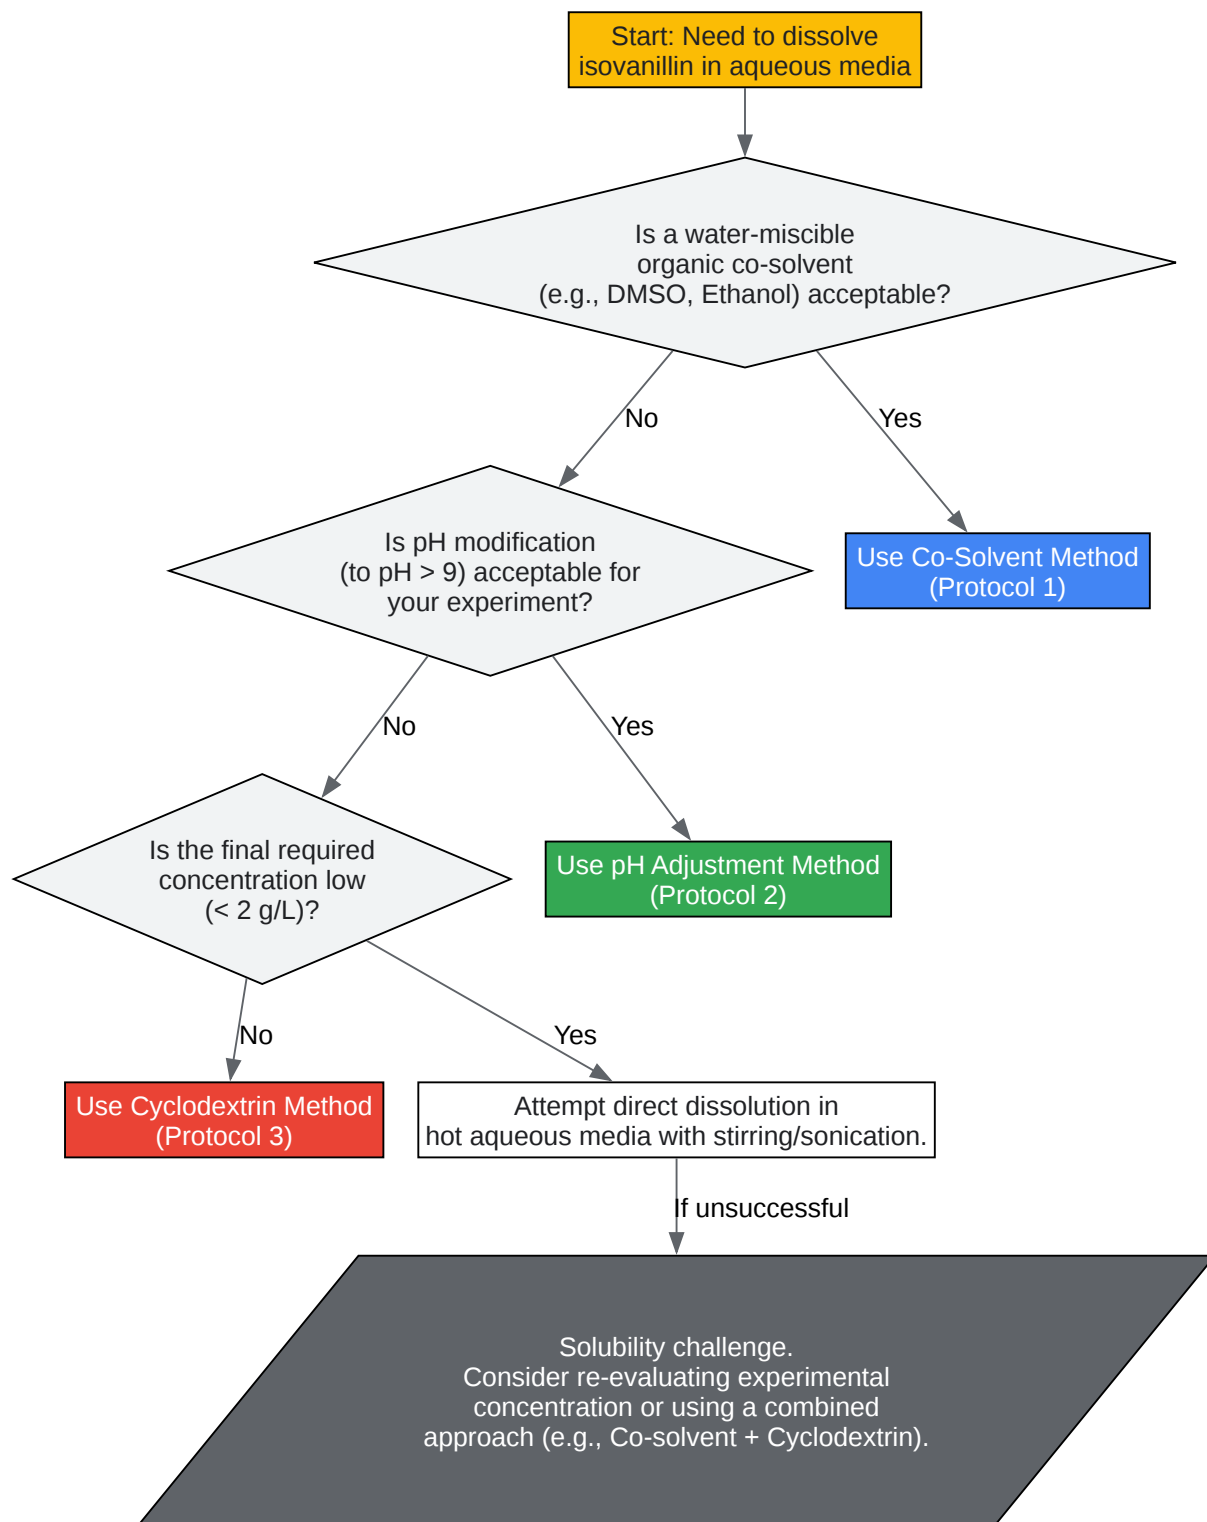 Start: Need to dissolve
isovanillin in aqueous media
Is a water-miscible
organic co-solvent
(e.g., DMSO, Ethanol) acceptable?
No
Yes
Is pH modification
(to pH > 9) acceptable for
your experiment?
Use Co-Solvent Method
(Protocol 1)
No
Yes
Is the final required
concentration low
(< 2 g/L)?
Use pH Adjustment Method
(Protocol 2)
No
Yes
Use Cyclodextrin Method
(Protocol 3)
Attempt direct dissolution in
hot aqueous media with stirring/sonication.
If unsuccessful
Solubility challenge.
Consider re-evaluating experimental
concentration or using a combined
approach (e.g., Co-solvent + Cyclodextrin).